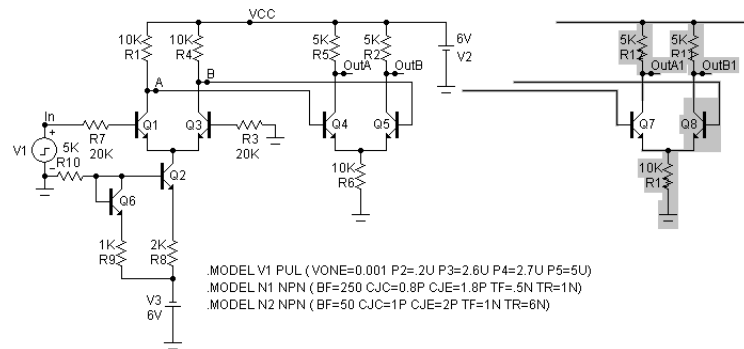 VCC
10K
R1
10K
R4
5K
R5
5K
R2
OutA
OutB
6V
V2
5K
R12
OutA1
5K
R11
OutB1
A
B
In
R7
20K
Q1
Q3
R3
20K
Q4
Q5
Q7
Q8
V1
5K
R10
Q2
Q6
10K
R6
10K
1K
R9
2K
R8
V3
6V
.MODEL V1 PUL ( VONE=0.001 P2=.2U P3=2.6U P4=2.7U P5=5U)
.MODEL N1 NPN ( BF=250 CJC=0.8P CJE=1.8P TF=.5N TR=1N)
.MODEL N2 NPN ( BF=50 CJC=1P CJE=2P TF=1N TR=6N)